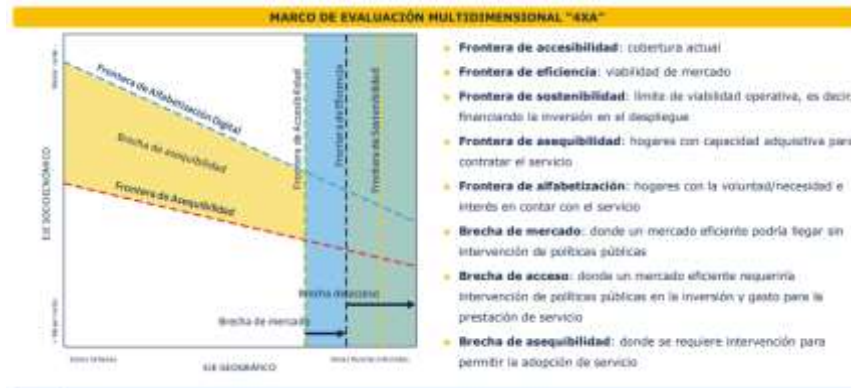 MARCO DE EVALUACIÓN MULTIDIMENSIONAL "4XA"
EJE SOCIOECONÓMICO
Frontera de Alfabetización Digital
Brecha de asequibilidad
Frontera de Asequibilidad
Frontera de Accesibilidad
Frontera de Eficiencia
Frontera de Sostenibilidad
Brecha de acceso
Brecha de mercado
EJE GEOGRÁFICO
Frontera de accesibilidad: cobertura actual
Frontera de eficiencia: viabilidad de mercado
Frontera de sostenibilidad: límite de viabilidad operativa, es decir,
financiando la inversión en el despliegue
Frontera de asequibilidad: hogares con capacidad adquisitiva para
contratar el servicio
Frontera de alfabetización: hogares con la voluntad/necesidad e
interés en contar con el servicio
Brecha de mercado: donde un mercado eficiente podría llegar sin
intervención de políticas públicas
Brecha de acceso: donde un mercado eficiente requeriría
intervención de políticas públicas en la inversión y gasto para la
prestación de servicio
Brecha de asequibilidad: donde se requiere intervención para
permitir la adopción de servicio